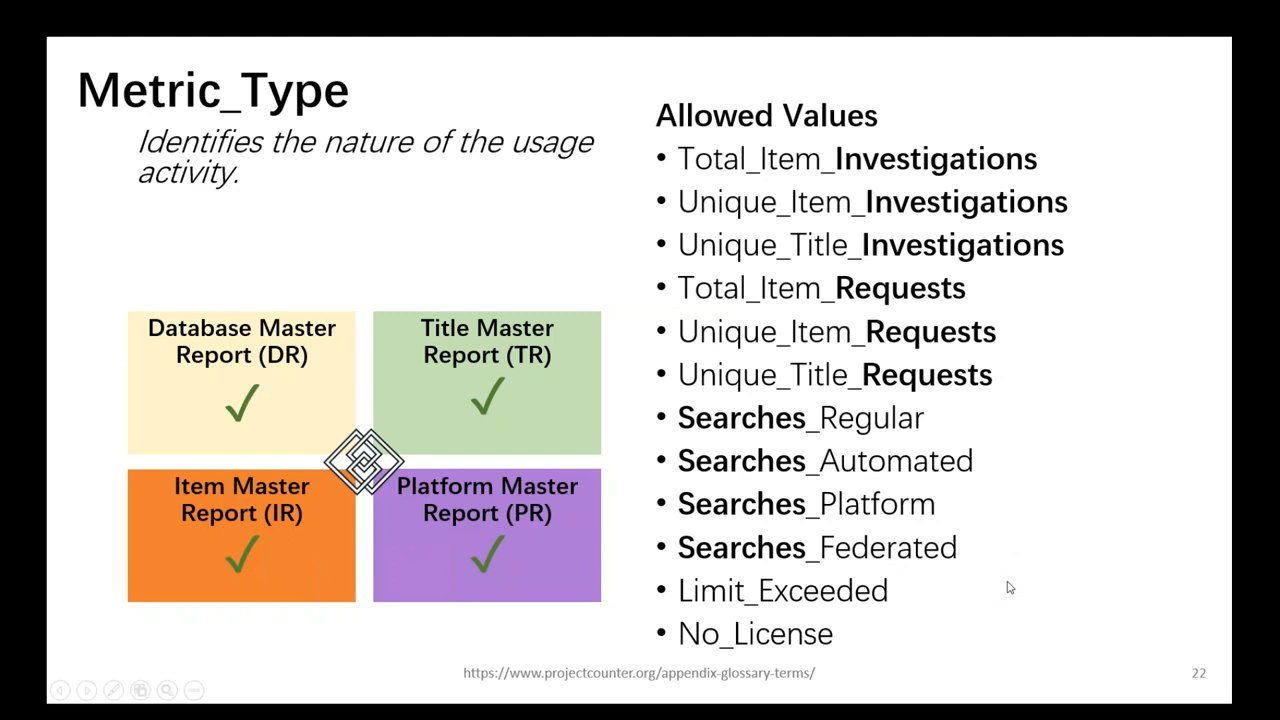 Metric_Type
Identifies the nature of the usage
activity.
Database Master
Report (DR)
✓
Title Master
Report (TR)
✓
Item Master
Report (IR)
✓
Platform Master
Report (PR)
✓
Allowed Values
• Total_Item_Investigations
• Unique_Item_Investigations
• Unique_Title_Investigations
• Total_Item_Requests
• Unique_Item_Requests
• Unique_Title_Requests
• Searches_Regular
• Searches_Automated
• Searches_Platform
• Searches_Federated
• Limit_Exceeded
• No_License
https://www.projectcounter.org/appendix-glossary-terms/
22